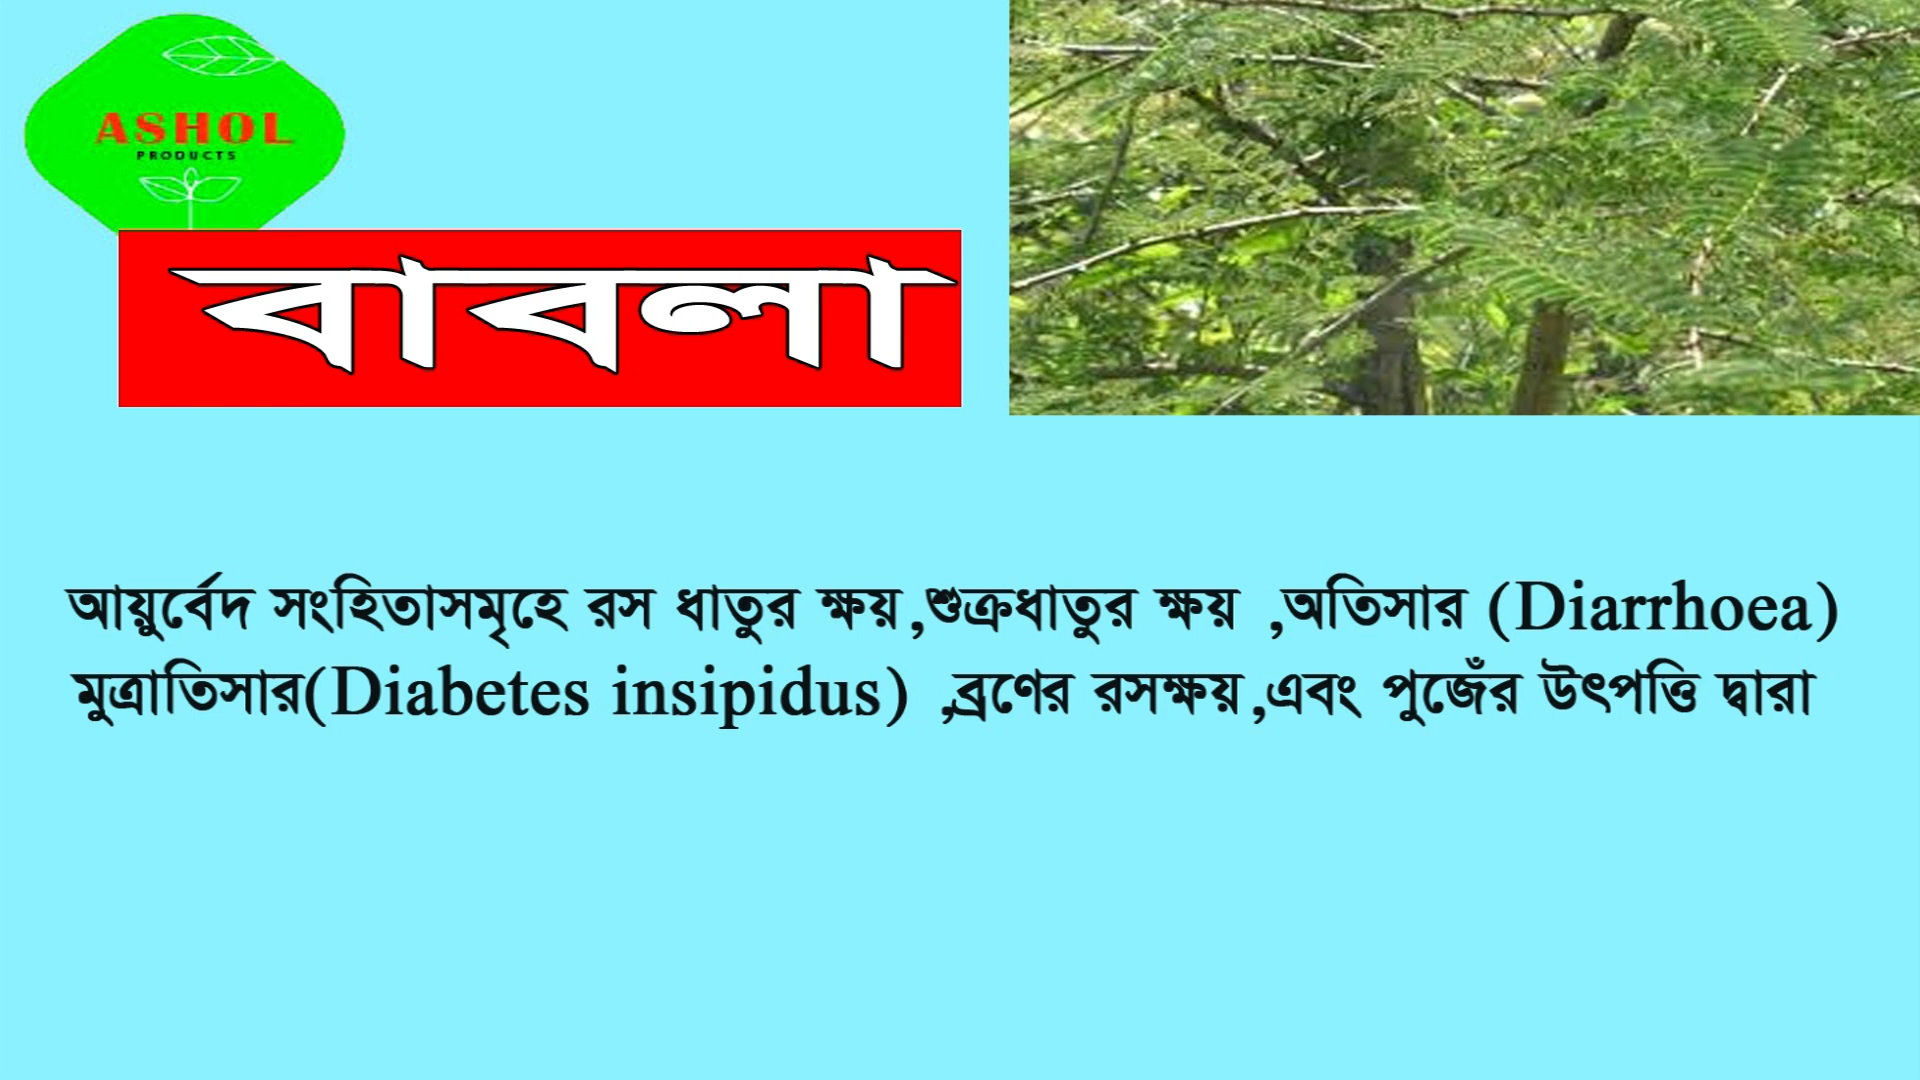 ASHOL
PRODUCTS
বাবলা
আয়ুর্বেদ সংহিতাসমৃহে রস ধাতুর ক্ষয়,শুক্রধাতুর ক্ষয় ,অতিসার (Diarrhoea)
মুত্রাতিসার(Diabetes insipidus) ,ব্রণের রসক্ষয়,এবং পুজেঁর উৎপত্তি দ্বারা